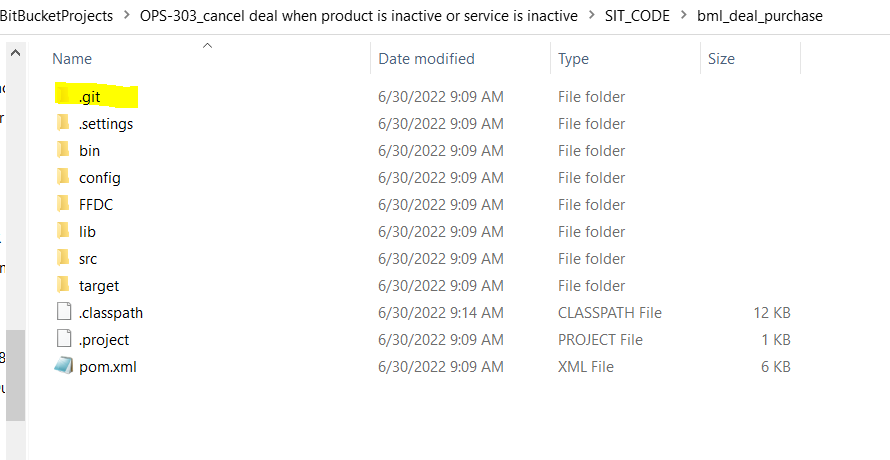 BitBucketProjects > OPS-303_cancel deal when product is inactive or service is inactive > SIT_CODE > bml_deal_purchase
Name Date modified Type Size
.git 6/30/2022 9:09 AM File folder
.settings 6/30/2022 9:09 AM File folder
bin 6/30/2022 9:09 AM File folder
config 6/30/2022 9:09 AM File folder
FFDC 6/30/2022 9:09 AM File folder
lib 6/30/2022 9:09 AM File folder
src 6/30/2022 9:09 AM File folder
target 6/30/2022 9:09 AM File folder
.classpath 6/30/2022 9:14 AM CLASSPATH File 12 KB
.project 6/30/2022 9:09 AM PROJECT File 1 KB
pom.xml 6/30/2022 9:09 AM XML File 6 KB